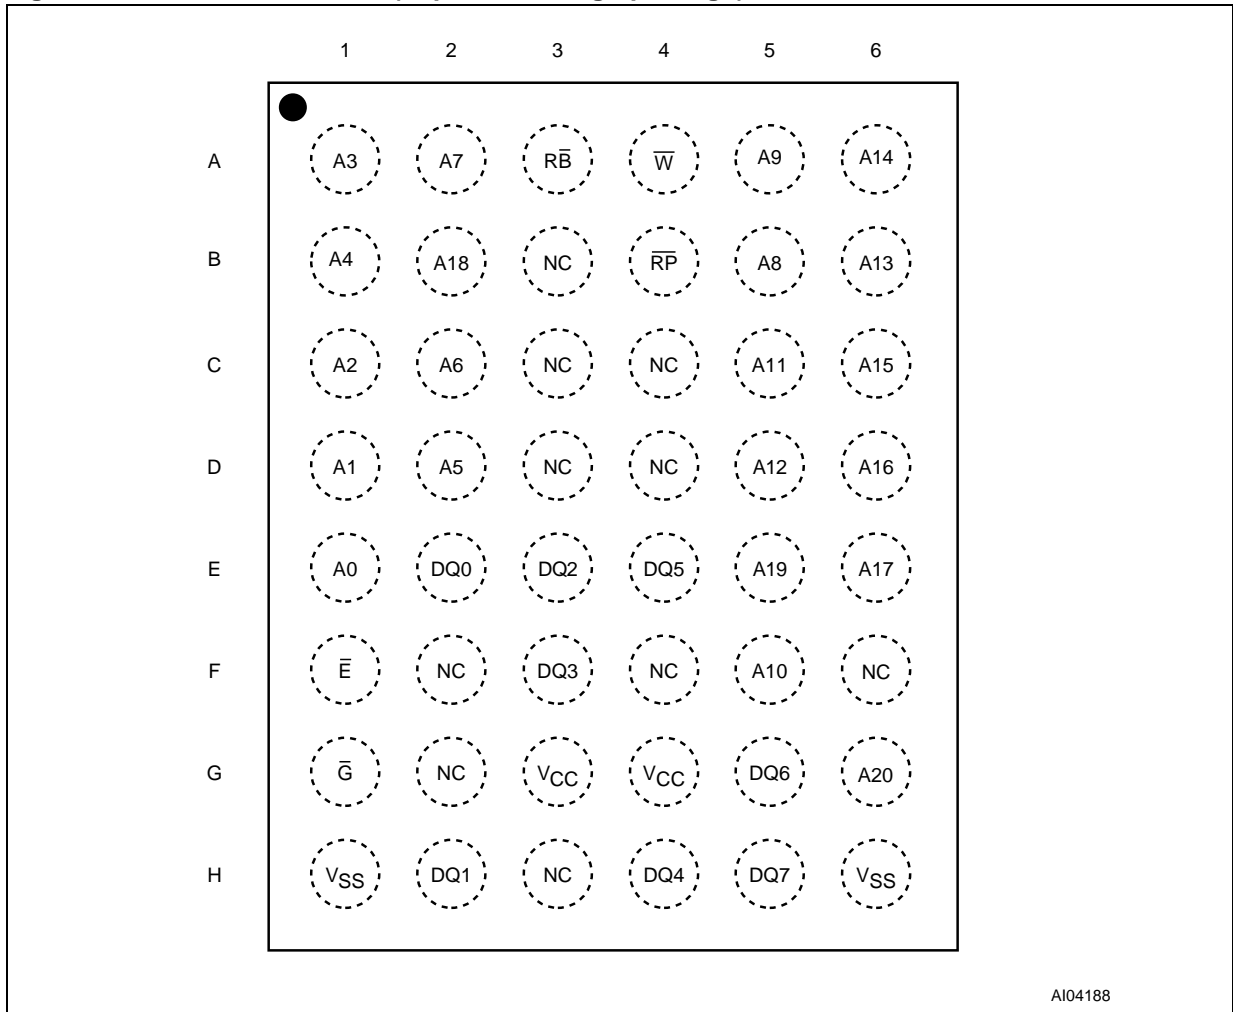 1 2 3 4 5 6
A A3 A7 RB̅ W̅ A9 A14
B A4 A18 NC R̅P̅ A8 A13
C A2 A6 NC NC A11 A15
D A1 A5 NC NC A12 A16
E A0 DQ0 DQ2 DQ5 A19 A17
F E̅ NC DQ3 NC A10 NC
G G̅ NC VCC VCC DQ6 A20
H VSS DQ1 NC DQ4 DQ7 VSS
AI04188